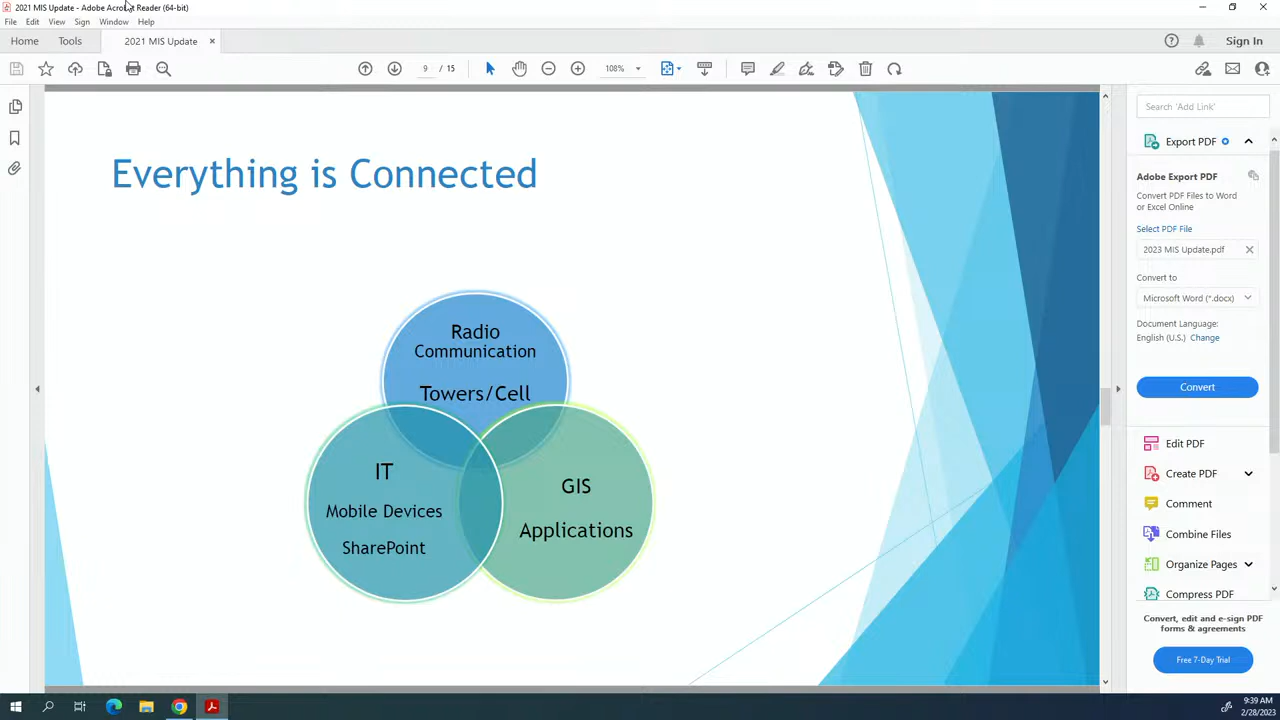 2021 MIS Update - Adobe Acrobat Reader (64-bit)
File Edit View Sign Window Help
Home Tools 2021 MIS Update × Sign In
9 / 15 108%
Everything is Connected
Radio
Communication
Towers/Cell
IT
Mobile Devices
SharePoint
GIS
Applications
Search 'Add Link'
Export PDF
Adobe Export PDF
Convert PDF Files to Word
or Excel Online
Select PDF File
2023 MIS Update.pdf
Convert to
Microsoft Word (*.docx)
Document Language:
English (U.S.) Change
Convert
Edit PDF
Create PDF
Comment
Combine Files
Organize Pages
Compress PDF
Convert, edit and e-sign PDF
forms & agreements
Free 7-Day Trial
9:39 AM
2/28/2023